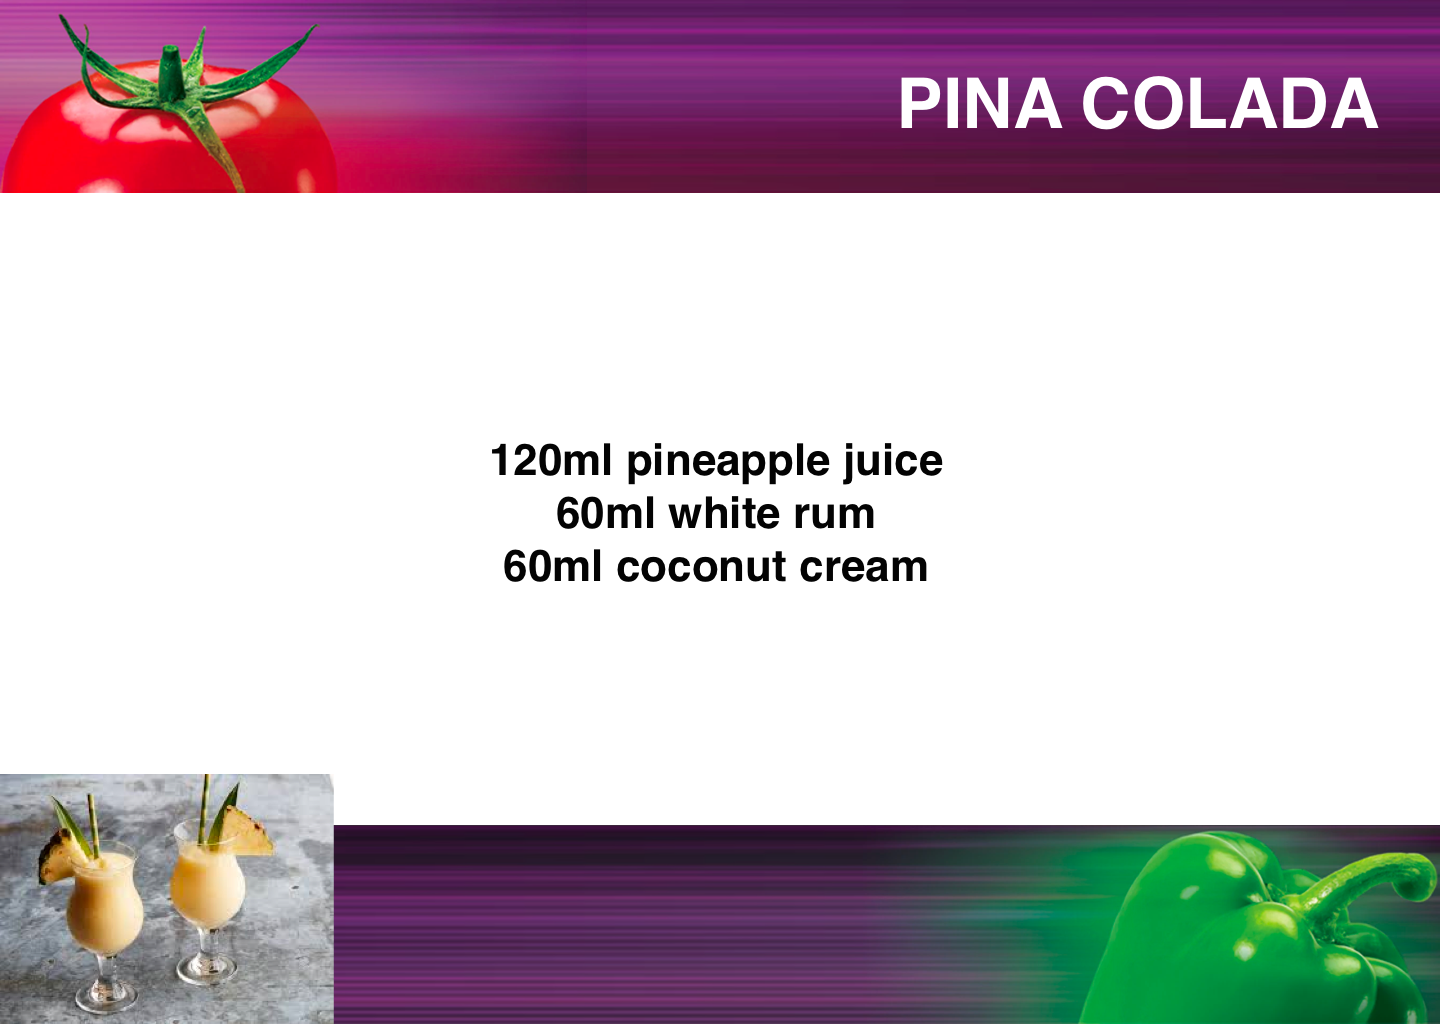 PINA COLADA
120ml pineapple juice
60ml white rum
60ml coconut cream